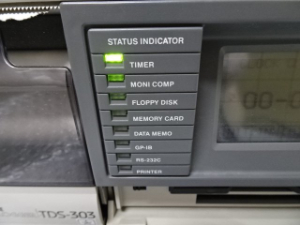 STATUS INDICATOR
TIMER
MONI COMP
FLOPPY DISK
MEMORY CARD
DATA MEMO
GP-IB
RS-232C
PRINTER
TDS-303